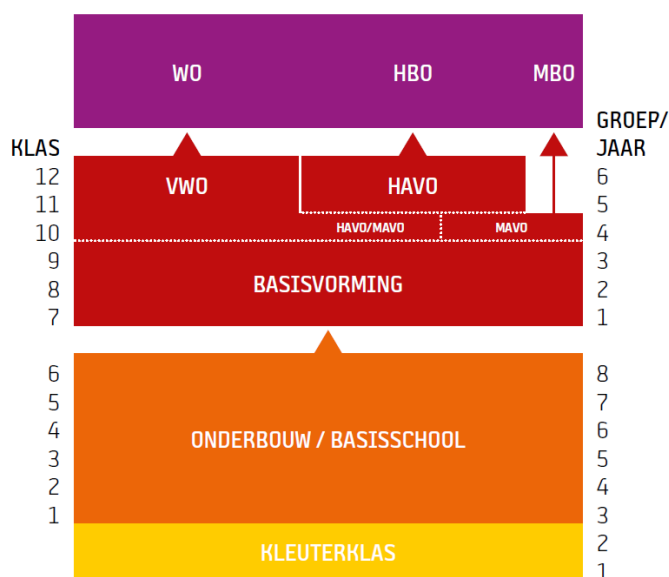 WO HBO MBO
KLAS
GROEP/
JAAR
12 VWO HAVO 6
11 5
10 HAVO/MAVO MAVO 4
9 3
8 BASISVORMING 2
7 1
6 8
5 7
4 ONDERBOUW / BASISSCHOOL 6
3 5
2 4
1 3
KLEUTERKLAS 2
1